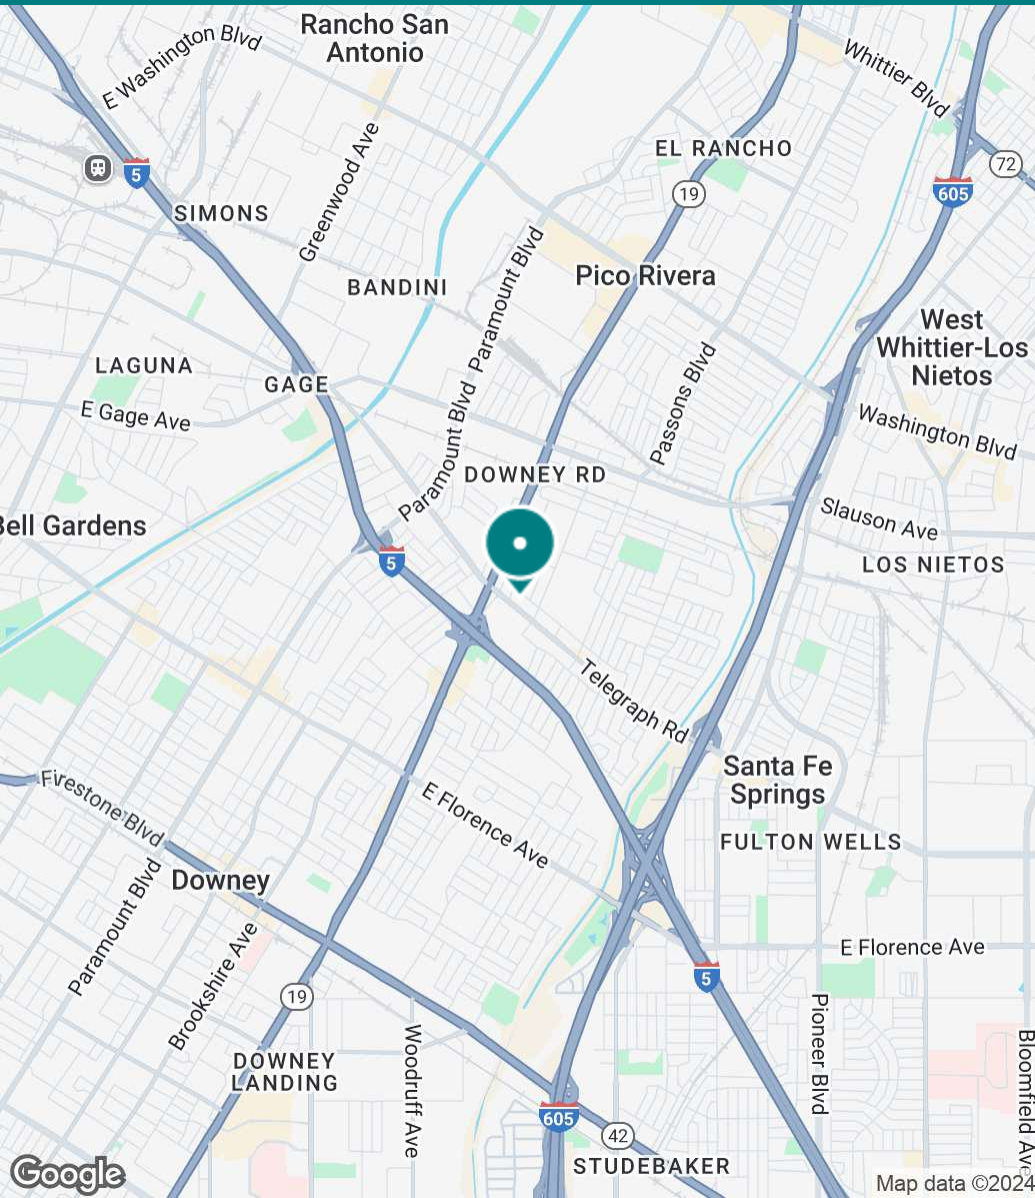 Rancho San
Antonio
E Washington Blvd
Whittier Blvd
EL RANCHO
72
5
19
605
SIMONS
Greenwood Ave
Paramount Blvd
Pico Rivera
BANDINI
West
Whittier-Los
Nietos
LAGUNA
GAGE
Passons Blvd
E Gage Ave
Paramount Blvd
Washington Blvd
DOWNEY RD
Slauson Ave
Bell Gardens
5
LOS NIETOS
Telegraph Rd
Santa Fe
Springs
Firestone Blvd
E Florence Ave
FULTON WELLS
Downey
Paramount Blvd
Brookshire Ave
E Florence Ave
5
19
Pioneer Blvd
Woodruff Ave
Bloomfield Ave
DOWNEY
LANDING
605
42
STUDEBAKER
Google
Map data ©2024